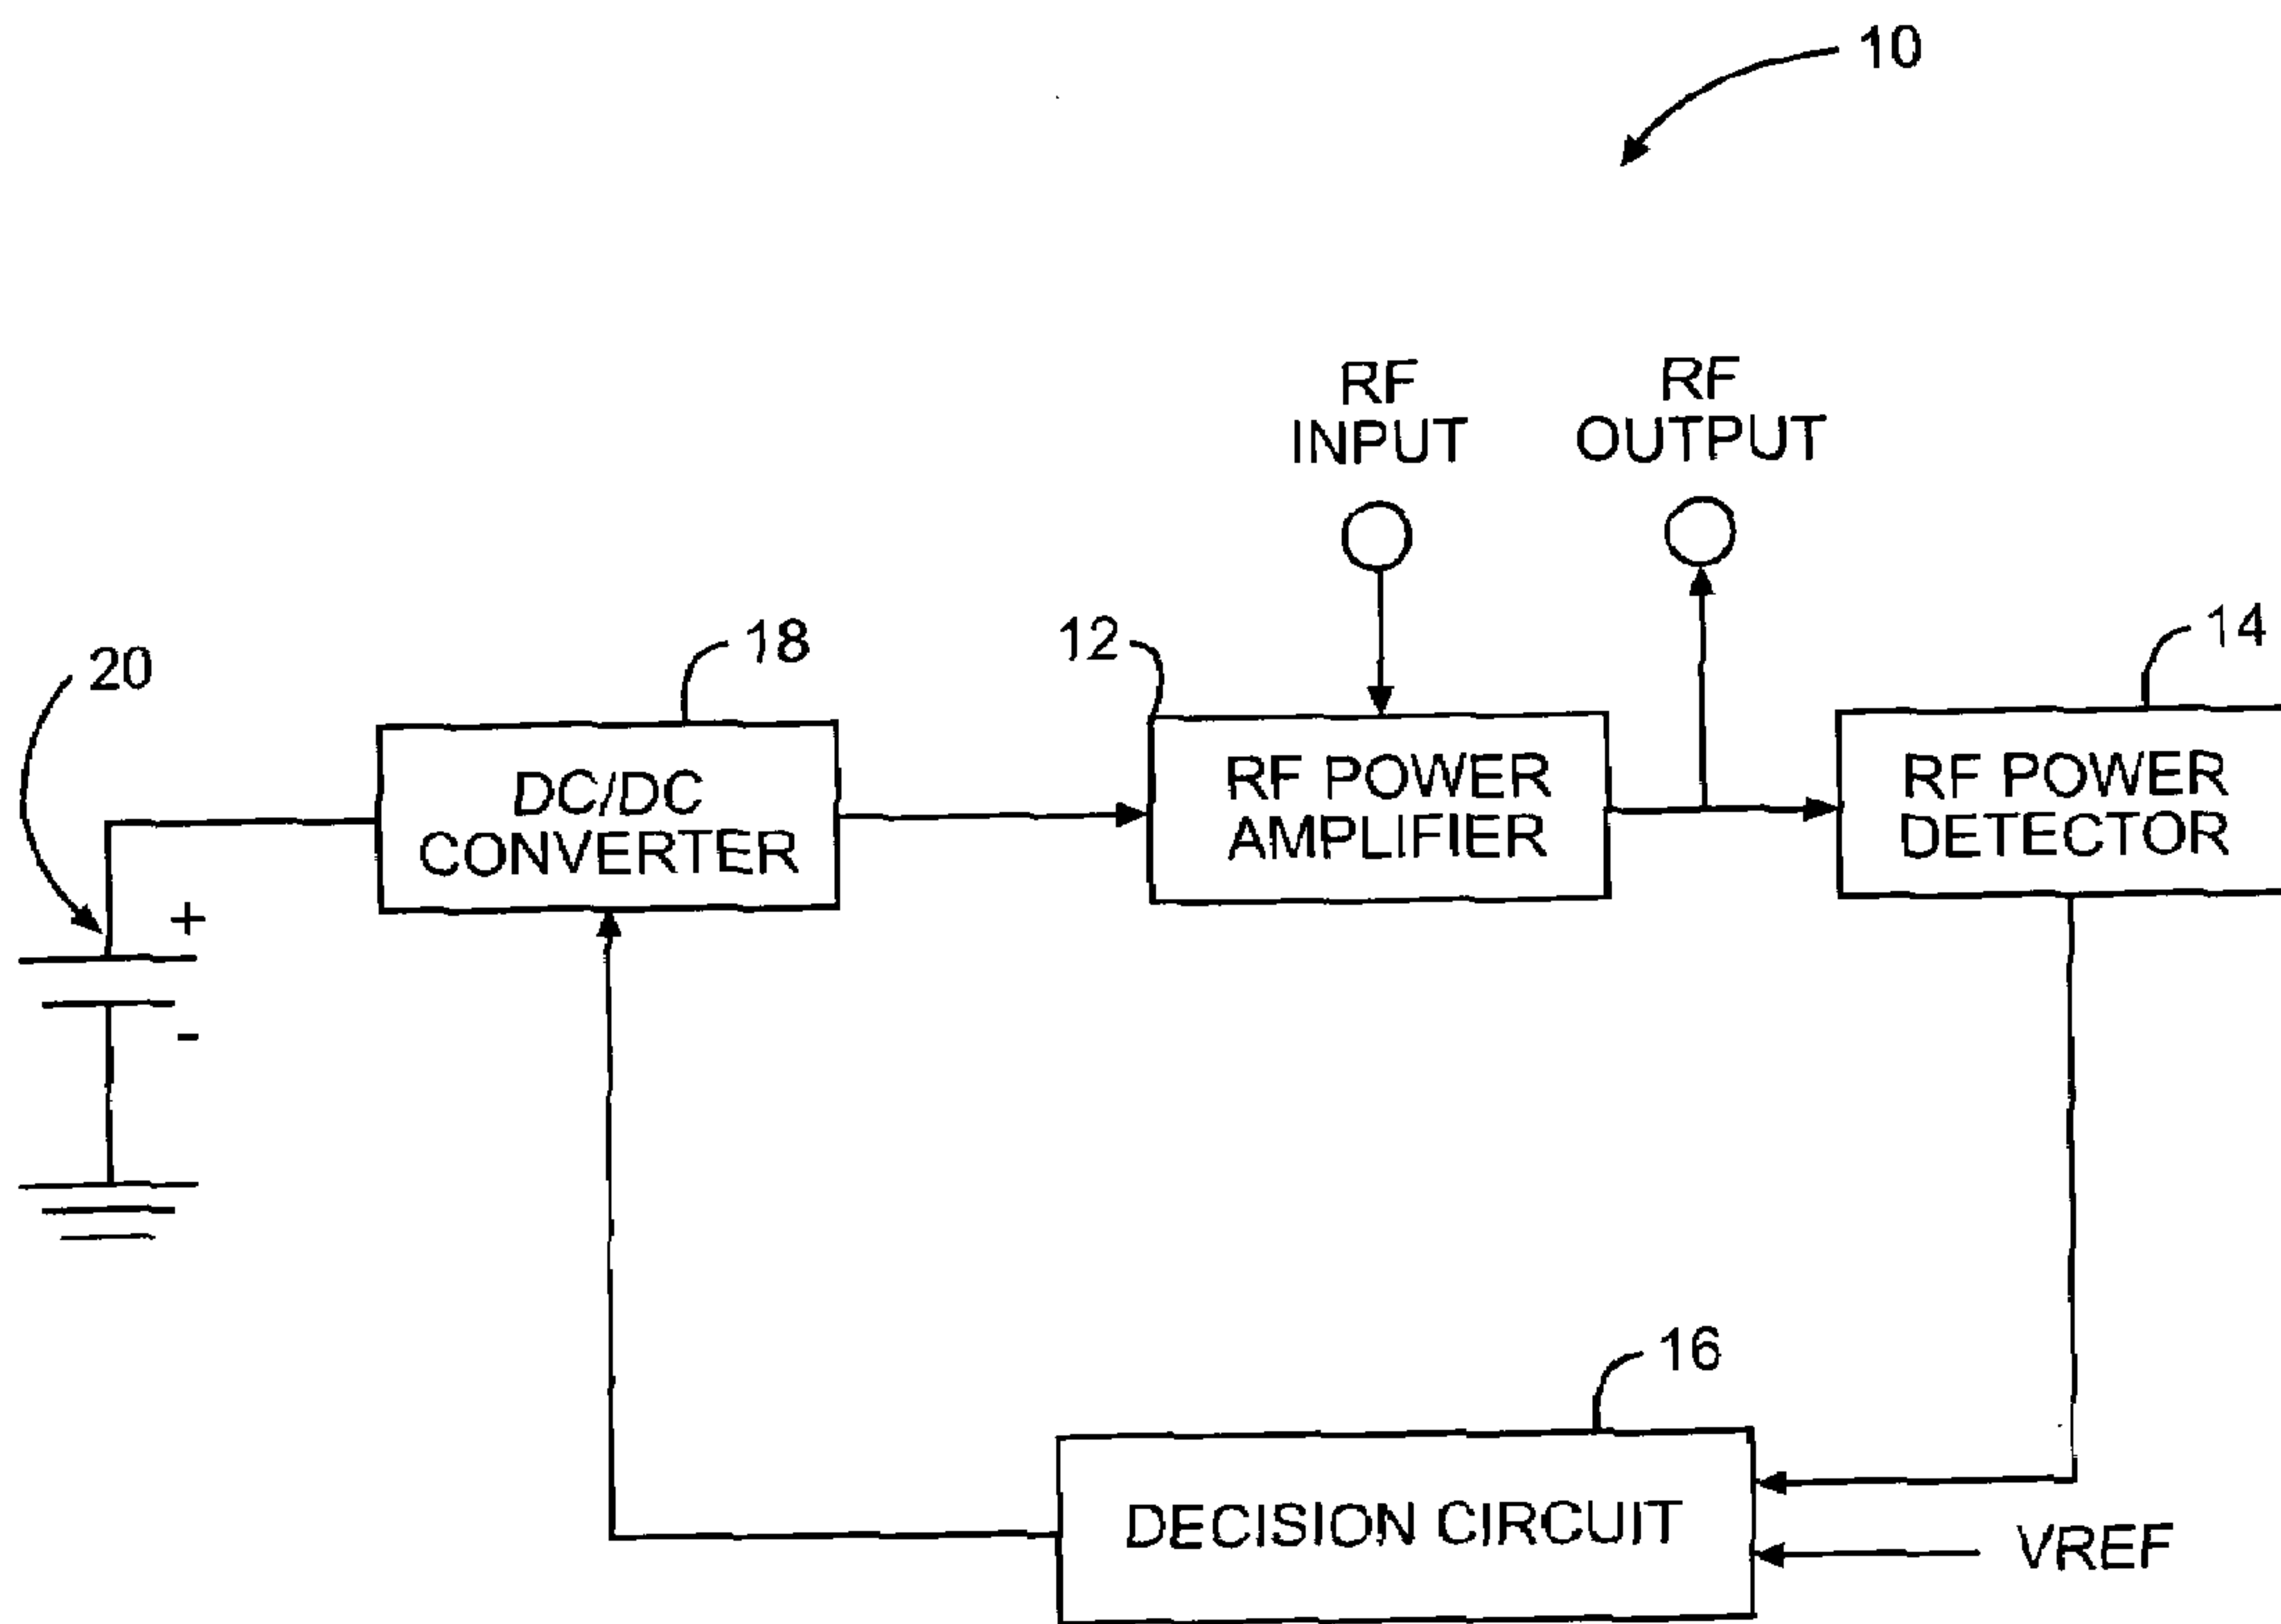 10
RF
INPUT
RF
OUTPUT
20
18
12
14
DC/DC
CONVERTER
RF POWER
AMPLIFIER
RF POWER
DETECTOR
+
-
16
DECISION CIRCUIT
VREF